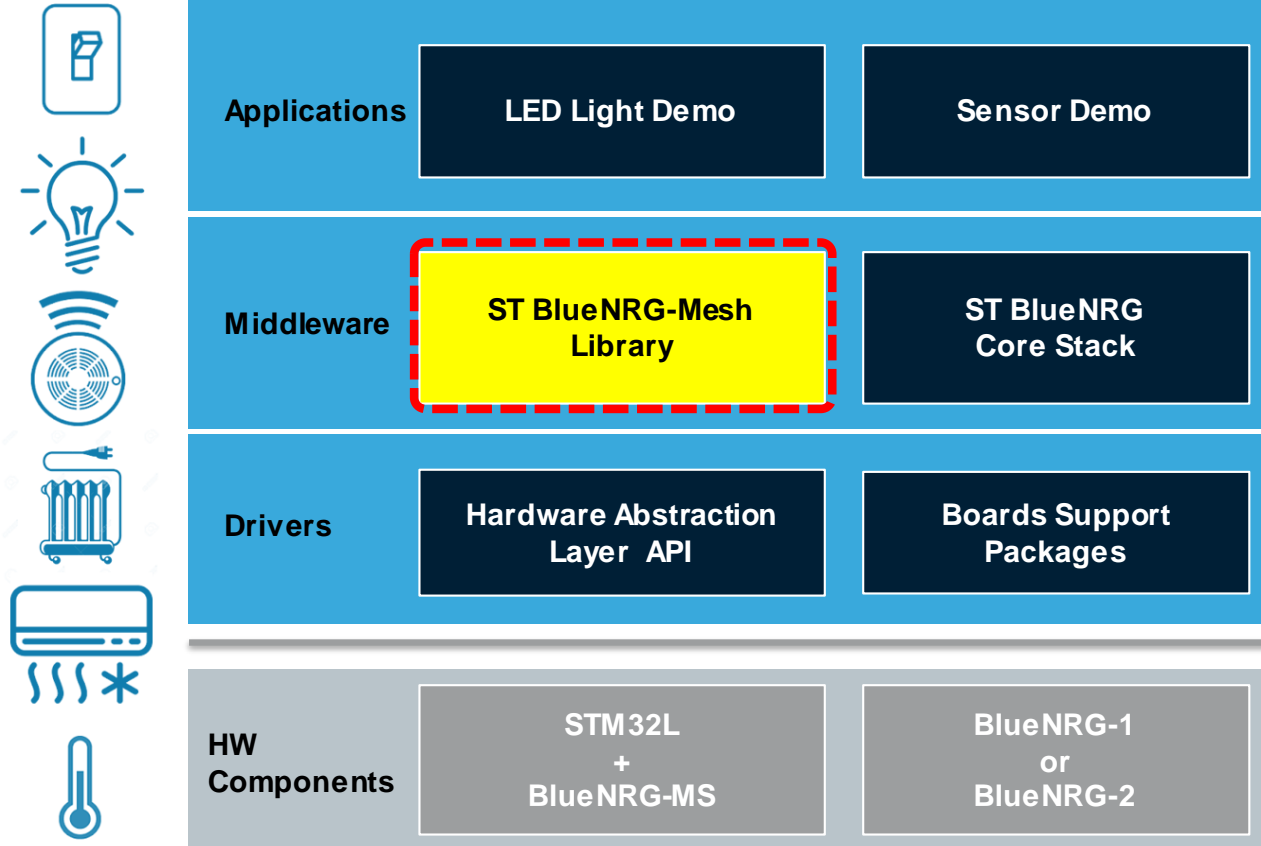 Applications
LED Light Demo
Sensor Demo
Middleware
ST BlueNRG-Mesh
Library
ST BlueNRG
Core Stack
Drivers
Hardware Abstraction
Layer API
Boards Support
Packages
HW
Components
STM32L
+
BlueNRG-MS
BlueNRG-1
or
BlueNRG-2